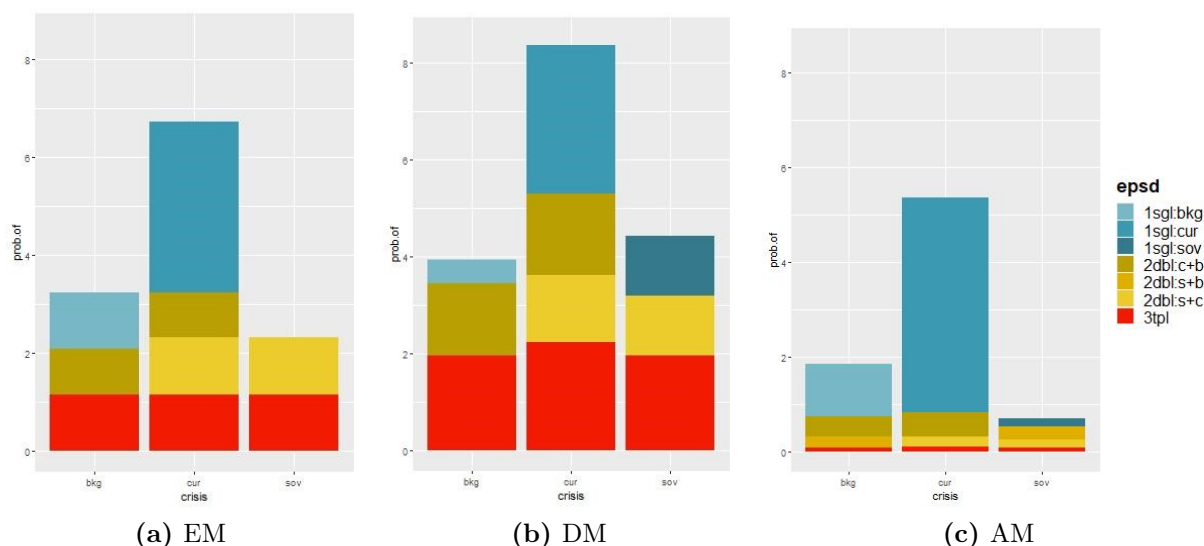 8
6
4
2
0
prob.of
bkg
cur
sov
crisis
(a) EM
8
6
4
2
0
prob.of
bkg
cur
sov
crisis
(b) DM
8
6
4
2
0
prob.of
bkg
cur
sov
crisis
(c) AM
epsd
1sgl:bkg
1sgl:cur
1sgl:sov
2dbl:c+b
2dbl:s+b
2dbl:s+c
3tpl